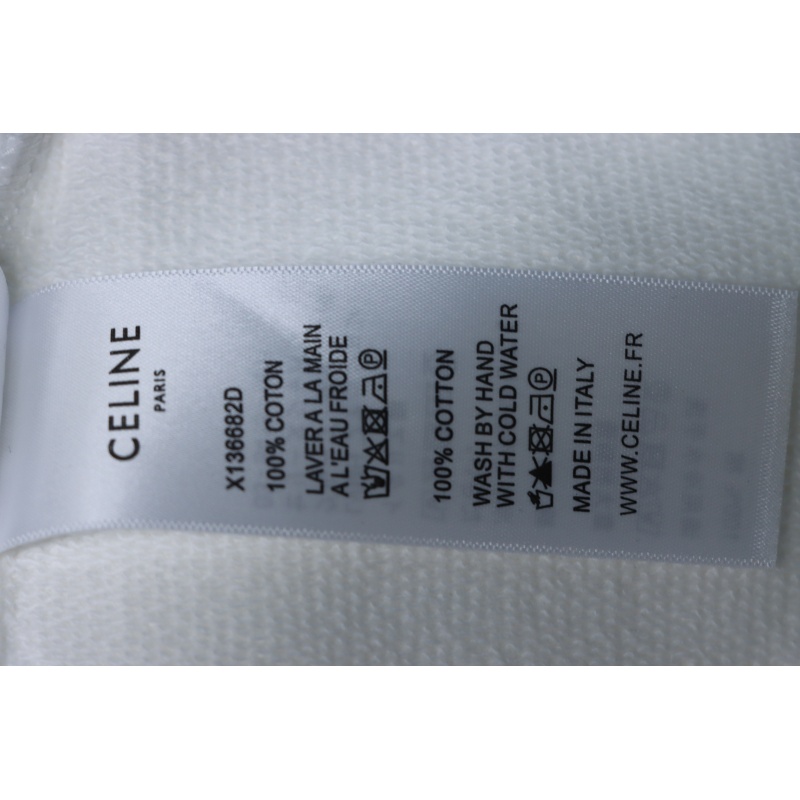 CELINE
PARIS
X136682D
100% COTON
LAVER A LA MAIN
A L'EAU FROIDE
100% COTTON
WASH BY HAND
WITH COLD WATER
MADE IN ITALY
WWW.CELINE.FR